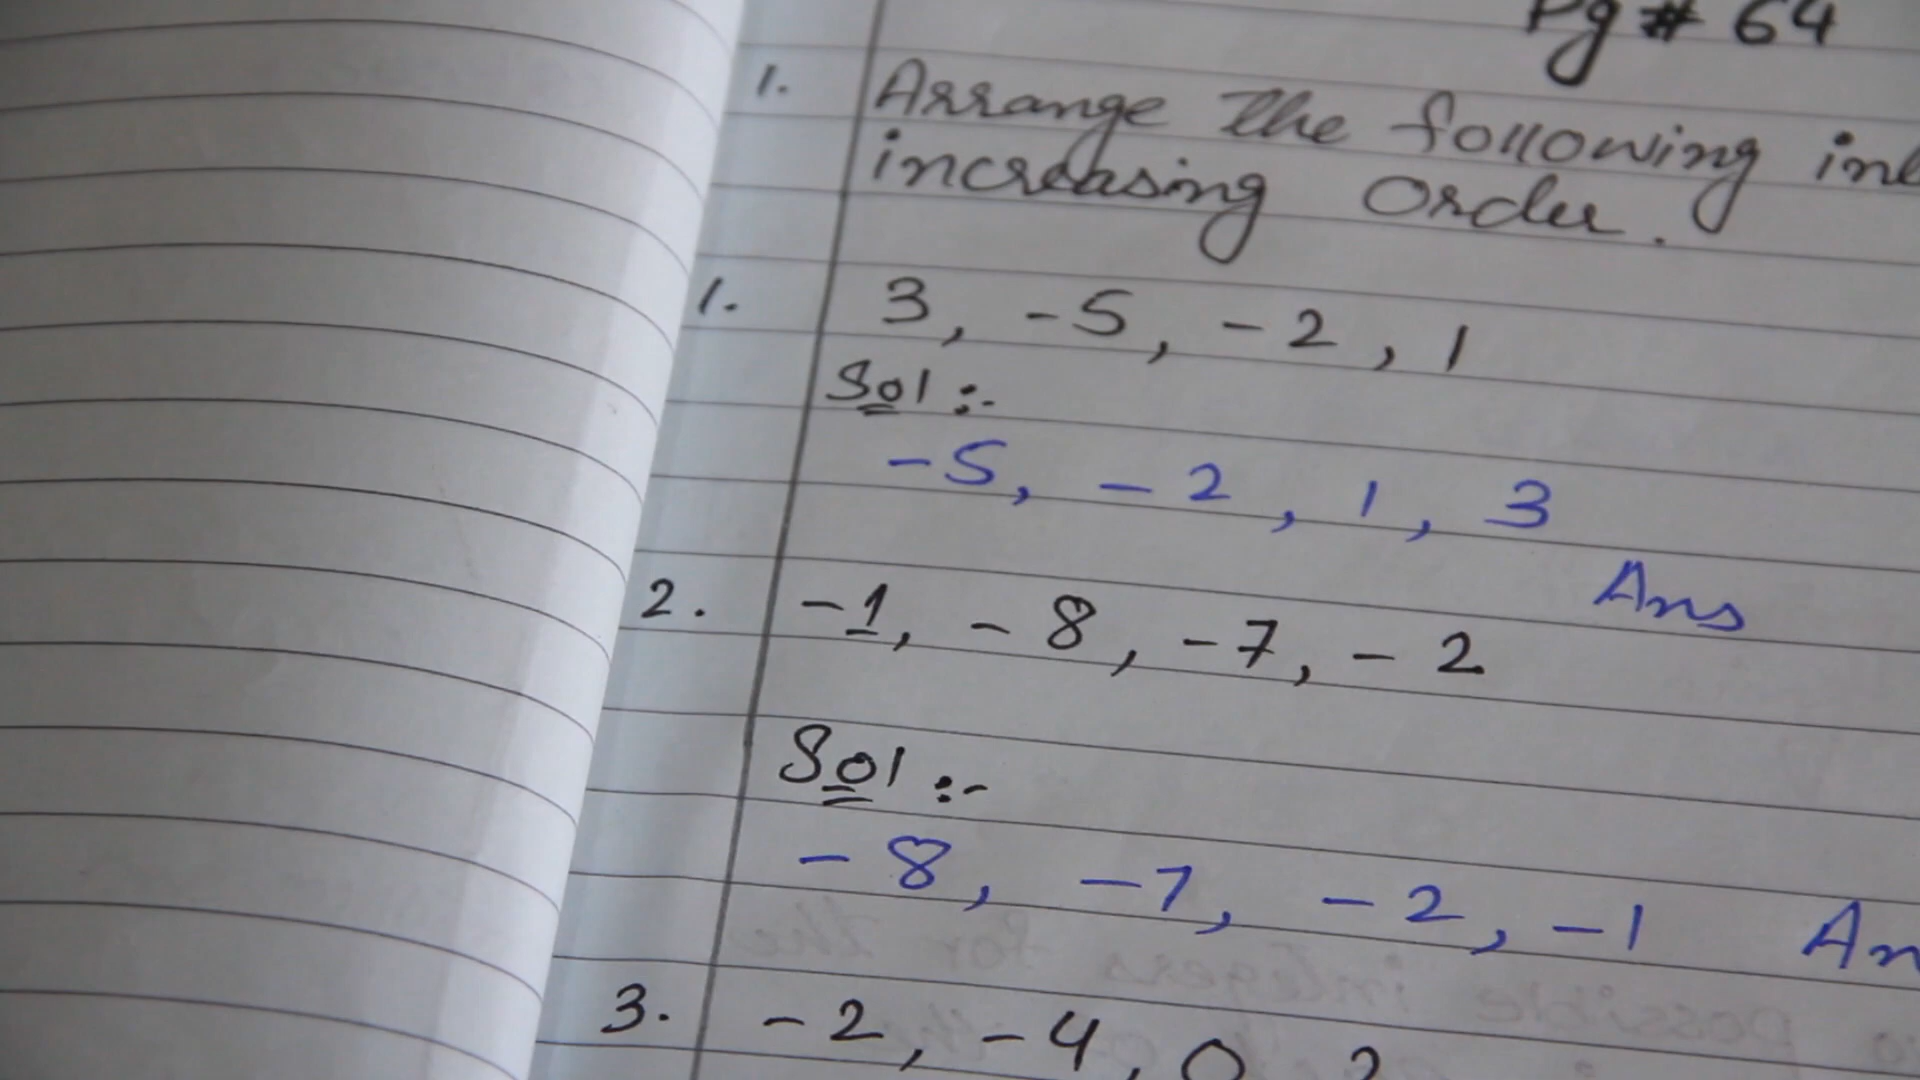 Pg # 64
1. Arrange the following
increasing Order.
1. 3, -5, -2, 1
Sol :-
-5, -2, 1, 3
Ans
2. -1, -8, -7, -2
Sol :-
-8, -7, -2, -1
3. -2, -4, 0